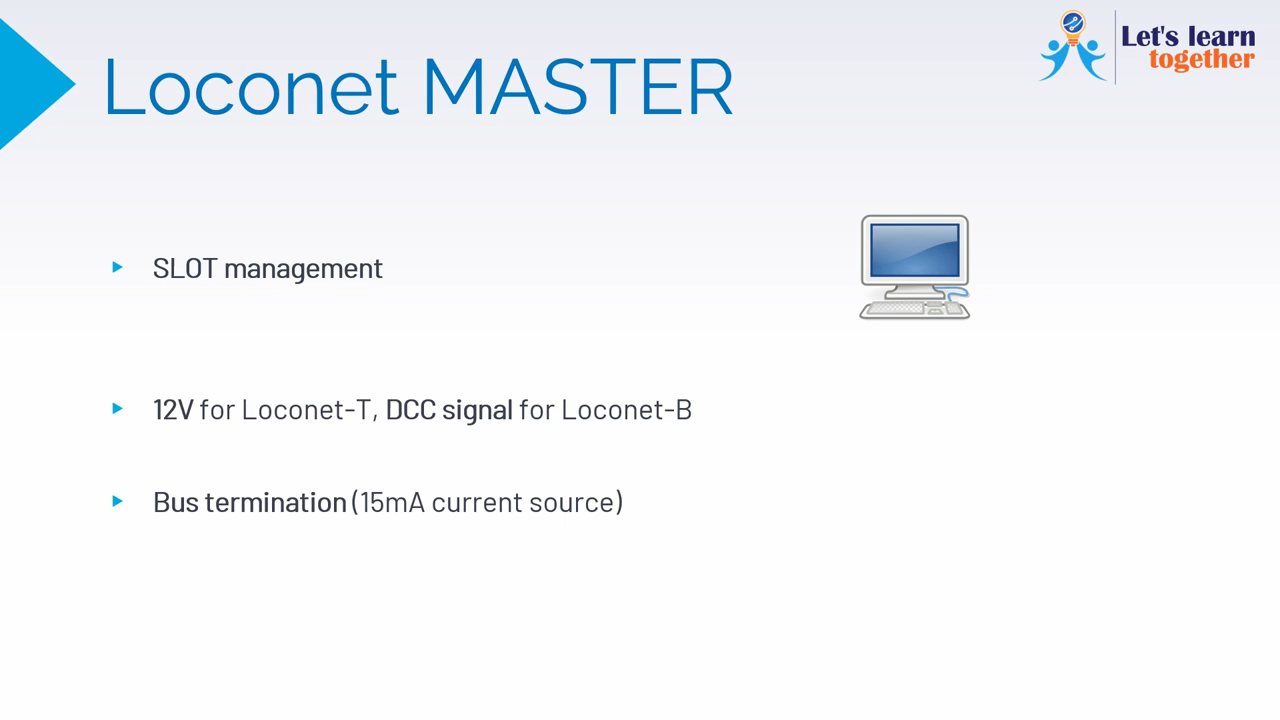 Let's learn
together
Loconet MASTER
SLOT management
12V for Loconet-T, DCC signal for Loconet-B
Bus termination (15mA current source)